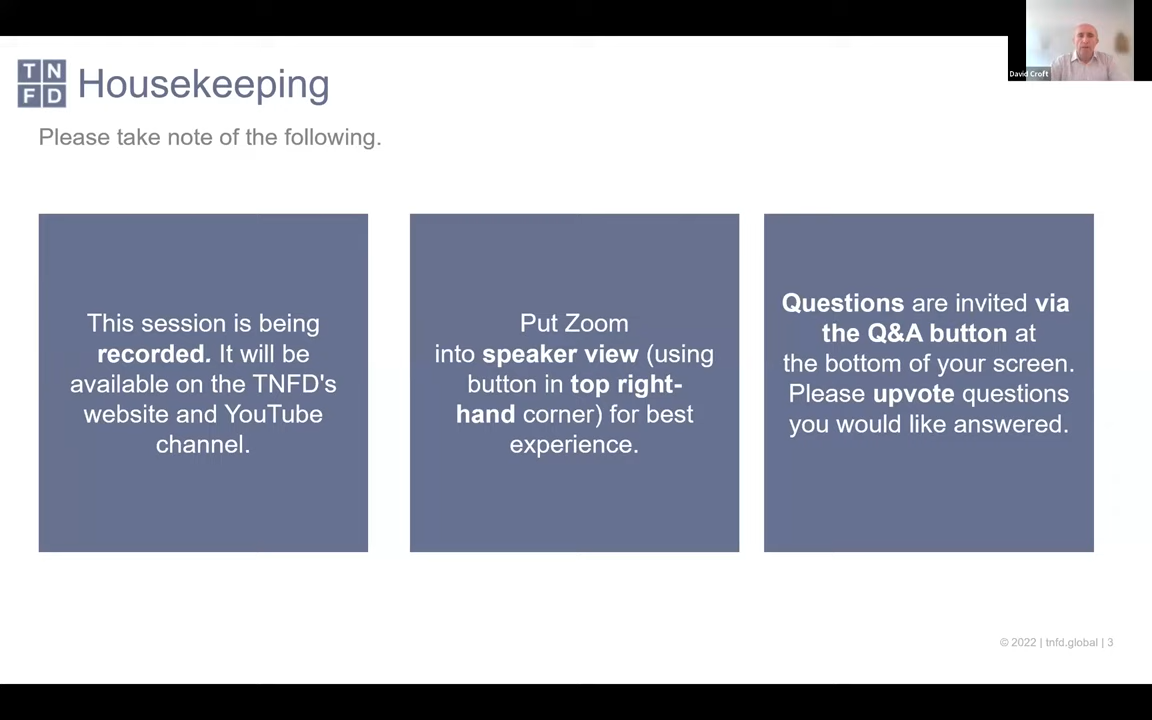 TN
FD
Housekeeping
Please take note of the following.
This session is being
recorded. It will be
available on the TNFD's
website and YouTube
channel.
Put Zoom
into speaker view (using
button in top right-
hand corner) for best
experience.
Questions are invited via
the Q&A button at
the bottom of your screen.
Please upvote questions
you would like answered.
David Croft
© 2022 | tnfd.global | 3